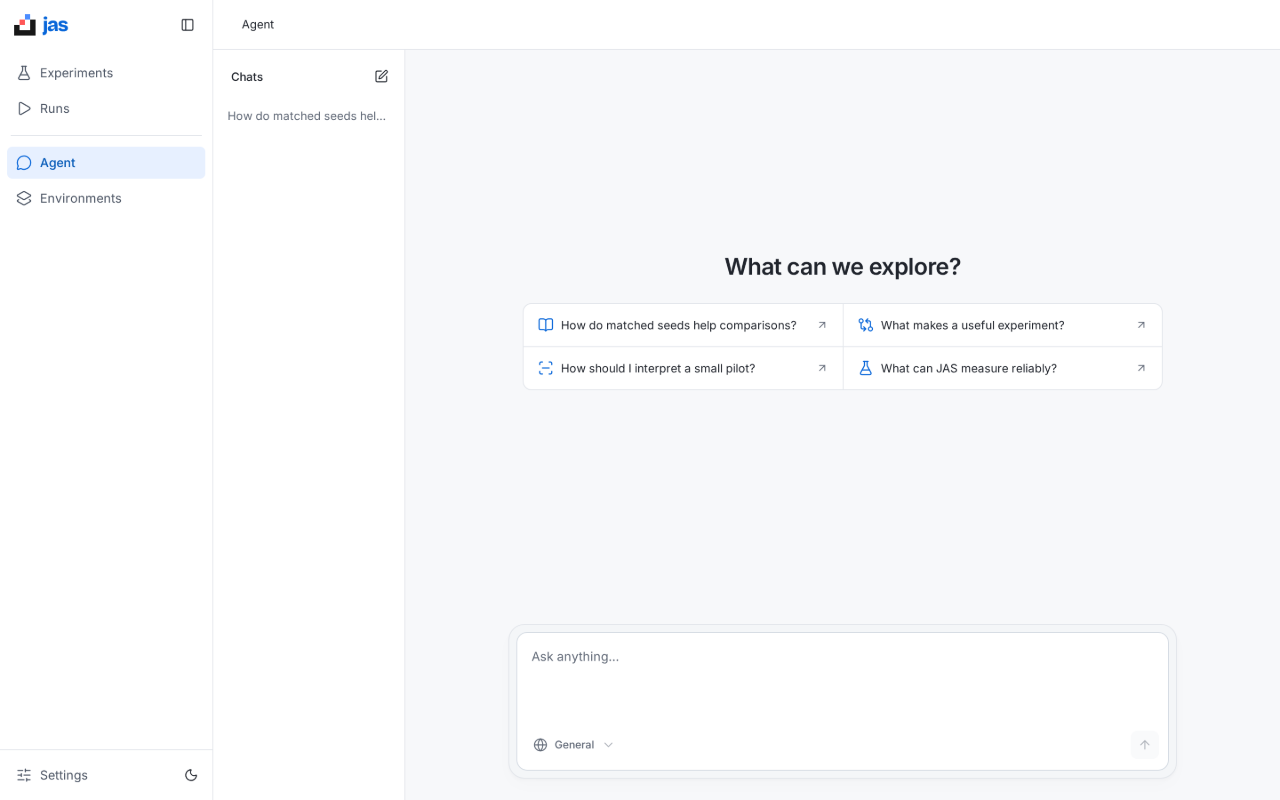 jas
Experiments
Runs
Agent
Environments
Settings
Agent
Chats
How do matched seeds hel...
What can we explore?
How do matched seeds help comparisons?
What makes a useful experiment?
How should I interpret a small pilot?
What can JAS measure reliably?
Ask anything...
General